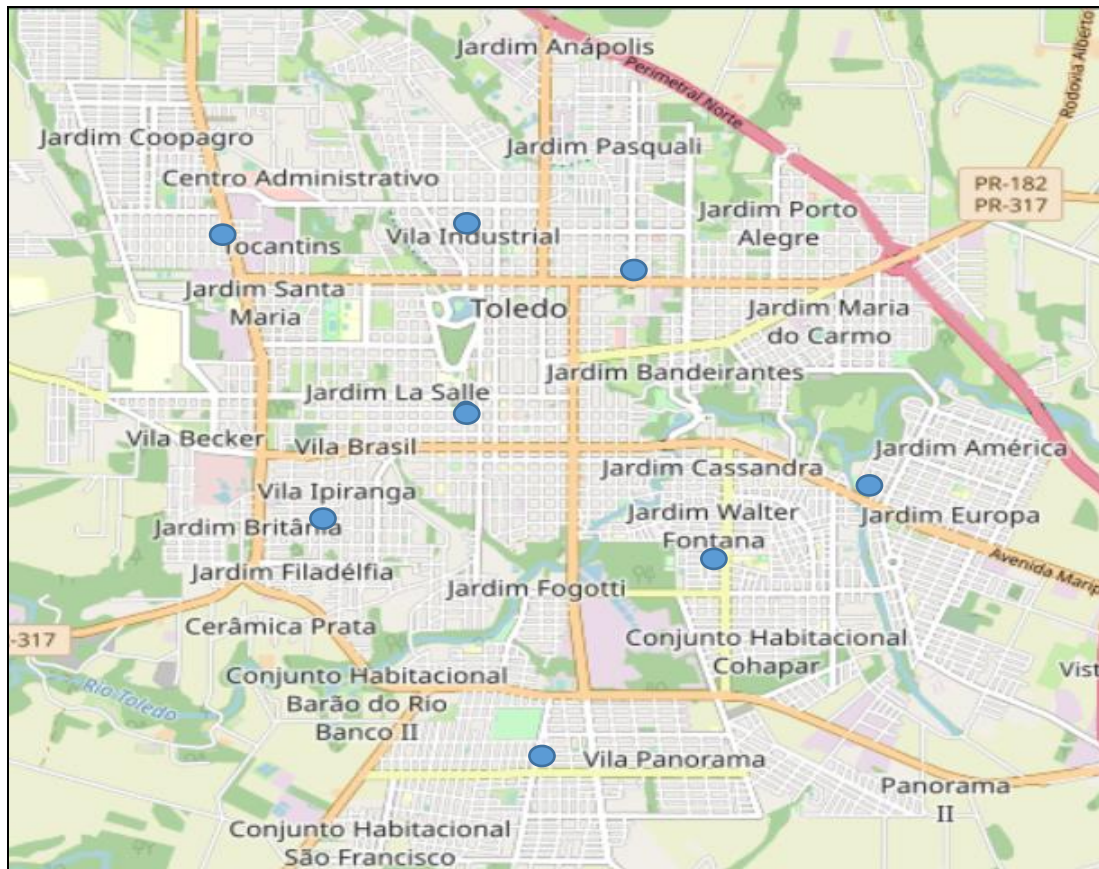 Jardim Anápolis
Perimetral Norte
Rodovia Alberto
Jardim Coopagro
Jardim Pasquali
Centro Administrativo
PR-182
PR-317
Jardim Porto
Alegre
Vila Industrial
Tocantins
Jardim Santa
Maria
Toledo
Jardim Maria
do Carmo
Jardim Bandeirantes
Jardim La Salle
Vila Becker
Vila Brasil
Jardim América
Jardim Cassandra
Vila Ipiranga
Jardim Walter
Fontana
Jardim Europa
Jardim Britânia
Avenida Marip
Jardim Filadélfia
Jardim Fogotti
Cerâmica Prata
-317
Conjunto Habitacional
Cohapar
Vist
Conjunto Habitacional
Barão do Rio
Banco II
Rio Toledo
Vila Panorama
Panorama
II
Conjunto Habitacional
São Francisco